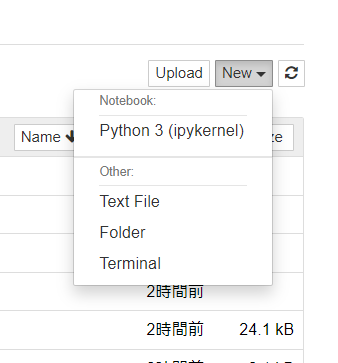 Upload New
Notebook:
Python 3 (ipykernel)
Name ze
Other:
Text File
Folder
Terminal
2時間前
2時間前 24.1 kB